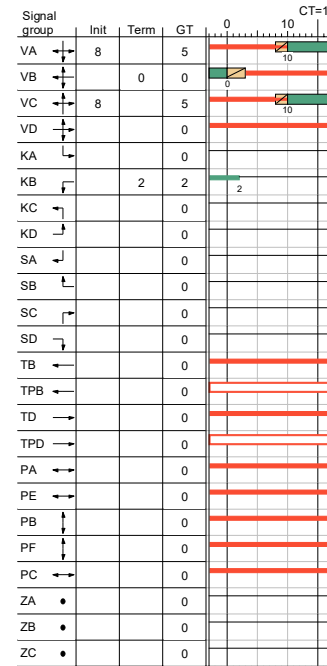 CT=1
Signal
group Init Term GT 0 10
VA 8 5 10
VB 0 0 0
VC 8 5 10
VD 0
KA 0
KB 2 2 2
KC 0
KD 0
SA 0
SB 0
SC 0
SD 0
TB 0
TPB 0
TD 0
TPD 0
PA 0
PE 0
PB 0
PF 0
PC 0
ZA 0
ZB 0
ZC 0